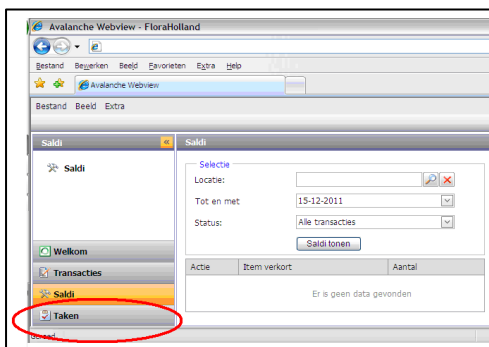 Avalanche Webview - FloraHolland
Bestand Bewerken Beeld Favorieten Extra Help
Avalanche Webview
Bestand Beeld Extra
Saldi « Saldi
Saldi
Selectie
Locatie:
Tot en met 15-12-2011
Status: Alle transacties
Saldi tonen
Welkom
Transacties
Saldi
Taken
Actie Item verkort Aantal
Er is geen data gevonden
Gereed